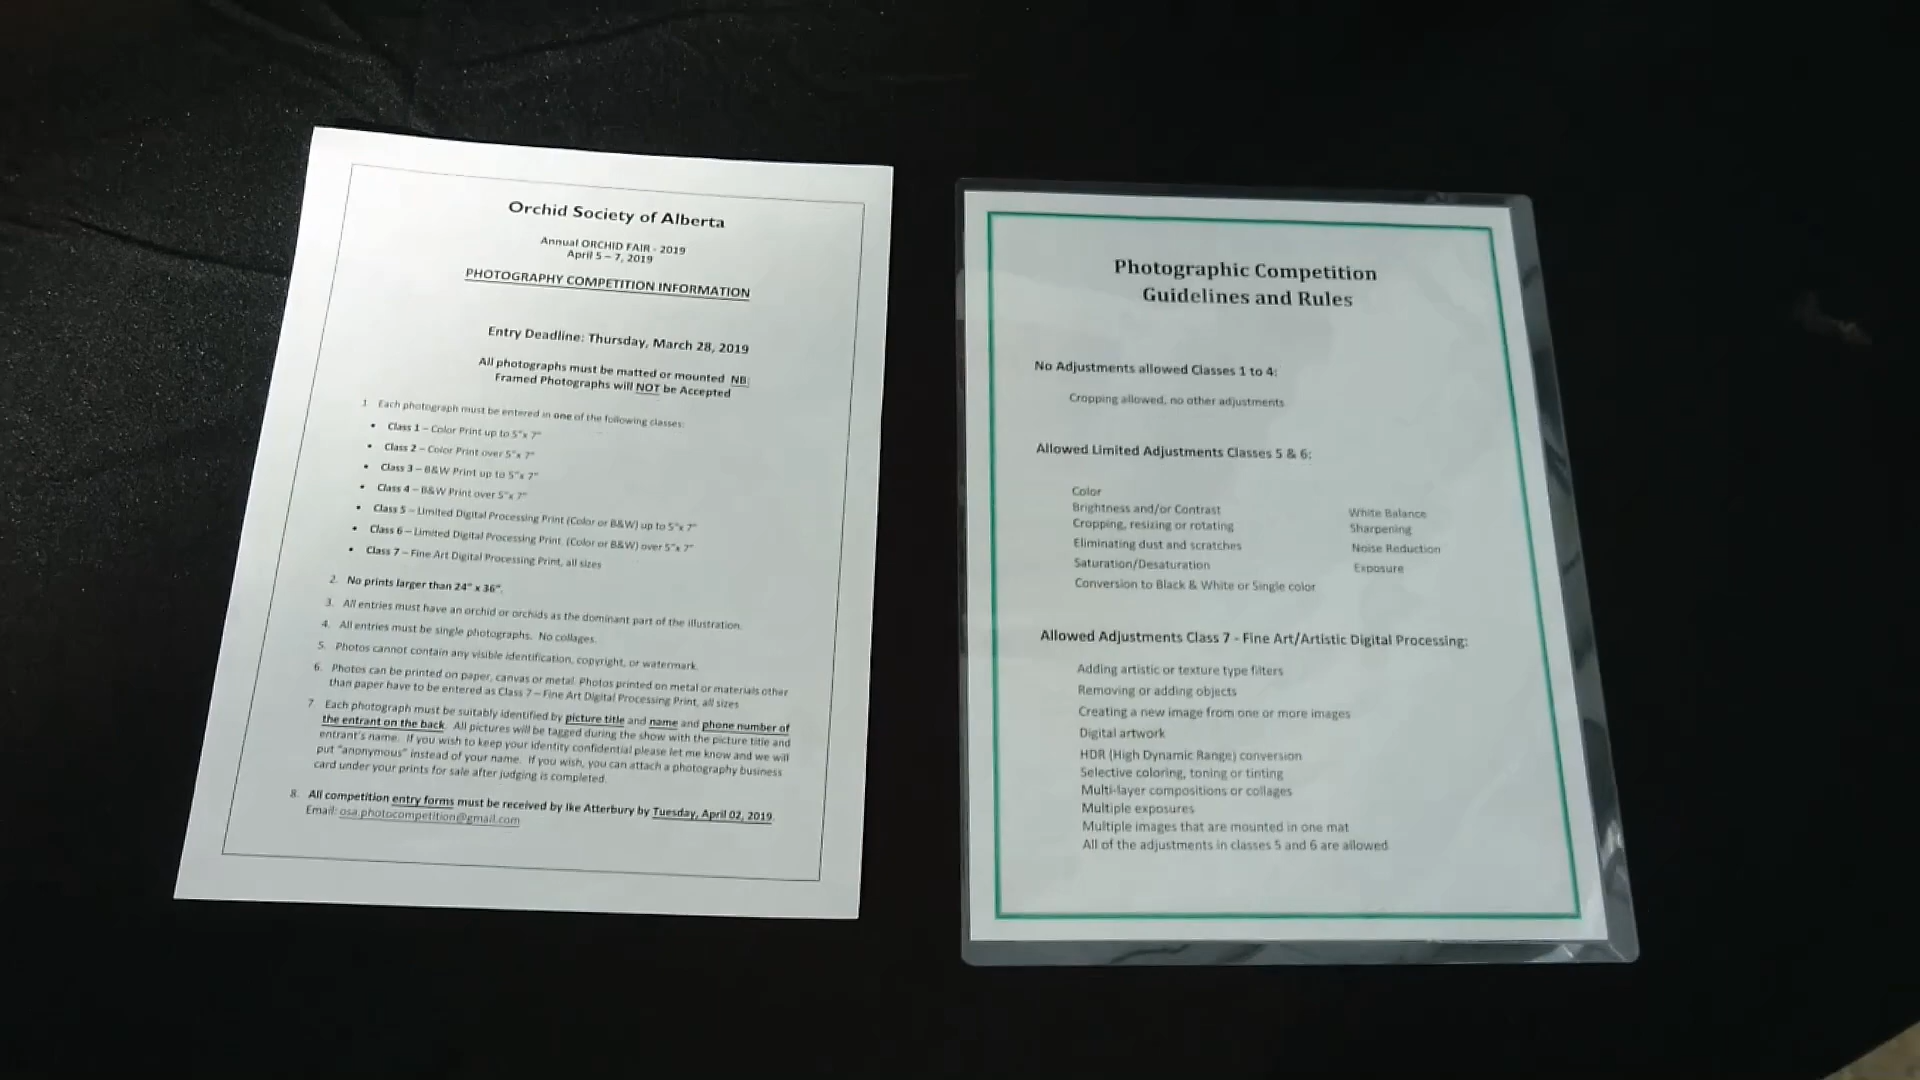 Orchid Society of Alberta
Annual ORCHID FAIR - 2019
April 5 – 7, 2019
PHOTOGRAPHY COMPETITION INFORMATION
Entry Deadline: Thursday, March 28, 2019
All photographs must be matted or mounted NB:
Framed Photographs will NOT be Accepted
1. Each photograph must be entered in one of the following classes:
• Class 1 – Color Print up to 5"x 7"
• Class 2 – Color Print over 5"x 7"
• Class 3 – B&W Print up to 5"x 7"
• Class 4 – B&W Print over 5"x 7"
• Class 5 – Limited Digital Processing Print (Color or B&W) up to 5"x 7"
• Class 6 – Limited Digital Processing Print (Color or B&W) over 5"x 7"
• Class 7 – Fine Art Digital Processing Print, all sizes
2. No prints larger than 24" x 36".
3. All entries must have an orchid or orchids as the dominant part of the illustration.
4. All entries must be single photographs. No collages.
5. Photos cannot contain any visible identification, copyright, or watermark.
6. Photos can be printed on paper, canvas or metal. Photos printed on metal or materials other
than paper have to be entered as Class 7 – Fine Art Digital Processing Print, all sizes
7. Each photograph must be suitably identified by picture title and name and phone number of
the entrant on the back. All pictures will be tagged during the show with the picture title and
entrant's name. If you wish to keep your identity confidential please let me know and we will
put "anonymous" instead of your name. If you wish, you can attach a photography business
card under your prints for sale after judging is completed.
8. All competition entry forms must be received by Ike Atterbury by Tuesday, April 02, 2019.
Email: osa.photocompetition@gmail.com
Photographic Competition
Guidelines and Rules
No Adjustments allowed Classes 1 to 4:
Cropping allowed, no other adjustments
Allowed Limited Adjustments Classes 5 & 6:
Color
Brightness and/or Contrast
Cropping, resizing or rotating
Eliminating dust and scratches
Saturation/Desaturation
Conversion to Black & White or Single color
White Balance
Sharpening
Noise Reduction
Exposure
Allowed Adjustments Class 7 - Fine Art/Artistic Digital Processing:
Adding artistic or texture type filters
Removing or adding objects
Creating a new image from one or more images
Digital artwork
HDR (High Dynamic Range) conversion
Selective coloring, toning or tinting
Multi-layer compositions or collages
Multiple exposures
Multiple images that are mounted in one mat
All of the adjustments in classes 5 and 6 are allowed